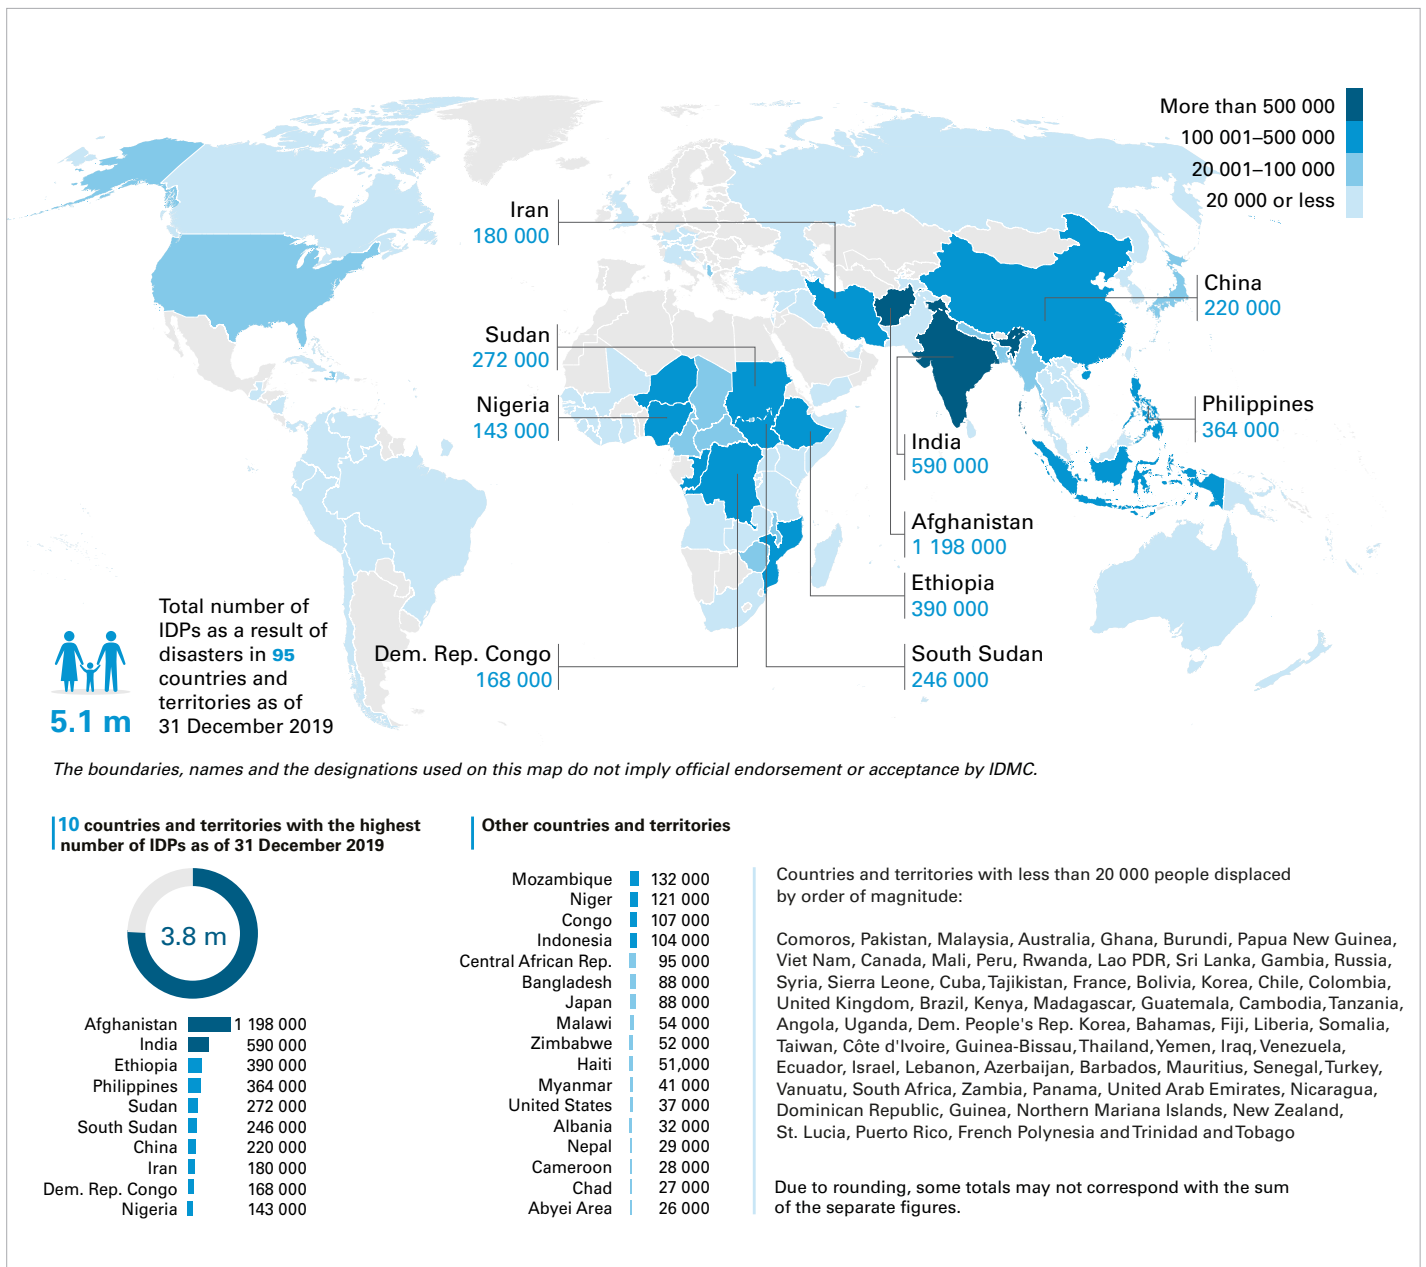 More than 500 000
100 001–500 000
20 001–100 000
20 000 or less
Iran
180 000
China
220 000
Sudan
272 000
Nigeria
143 000
Philippines
364 000
India
590 000
Afghanistan
1 198 000
Ethiopia
390 000
Dem. Rep. Congo
168 000
South Sudan
246 000
5.1 m
Total number of
IDPs as a result of
disasters in 95
countries and
territories as of
31 December 2019
The boundaries, names and the designations used on this map do not imply official endorsement or acceptance by IDMC.
10 countries and territories with the highest
number of IDPs as of 31 December 2019
3.8 m
Afghanistan 1 198 000
India 590 000
Ethiopia 390 000
Philippines 364 000
Sudan 272 000
South Sudan 246 000
China 220 000
Iran 180 000
Dem. Rep. Congo 168 000
Nigeria 143 000
Other countries and territories
Mozambique 132 000
Niger 121 000
Congo 107 000
Indonesia 104 000
Central African Rep. 95 000
Bangladesh 88 000
Japan 88 000
Malawi 54 000
Zimbabwe 52 000
Haiti 51,000
Myanmar 41 000
United States 37 000
Albania 32 000
Nepal 29 000
Cameroon 28 000
Chad 27 000
Abyei Area 26 000
Countries and territories with less than 20 000 people displaced
by order of magnitude:
Comoros, Pakistan, Malaysia, Australia, Ghana, Burundi, Papua New Guinea,
Viet Nam, Canada, Mali, Peru, Rwanda, Lao PDR, Sri Lanka, Gambia, Russia,
Syria, Sierra Leone, Cuba, Tajikistan, France, Bolivia, Korea, Chile, Colombia,
United Kingdom, Brazil, Kenya, Madagascar, Guatemala, Cambodia, Tanzania,
Angola, Uganda, Dem. People's Rep. Korea, Bahamas, Fiji, Liberia, Somalia,
Taiwan, Côte d'Ivoire, Guinea-Bissau, Thailand, Yemen, Iraq, Venezuela,
Ecuador, Israel, Lebanon, Azerbaijan, Barbados, Mauritius, Senegal, Turkey,
Vanuatu, South Africa, Zambia, Panama, United Arab Emirates, Nicaragua,
Dominican Republic, Guinea, Northern Mariana Islands, New Zealand,
St. Lucia, Puerto Rico, French Polynesia and Trinidad and Tobago
Due to rounding, some totals may not correspond with the sum
of the separate figures.